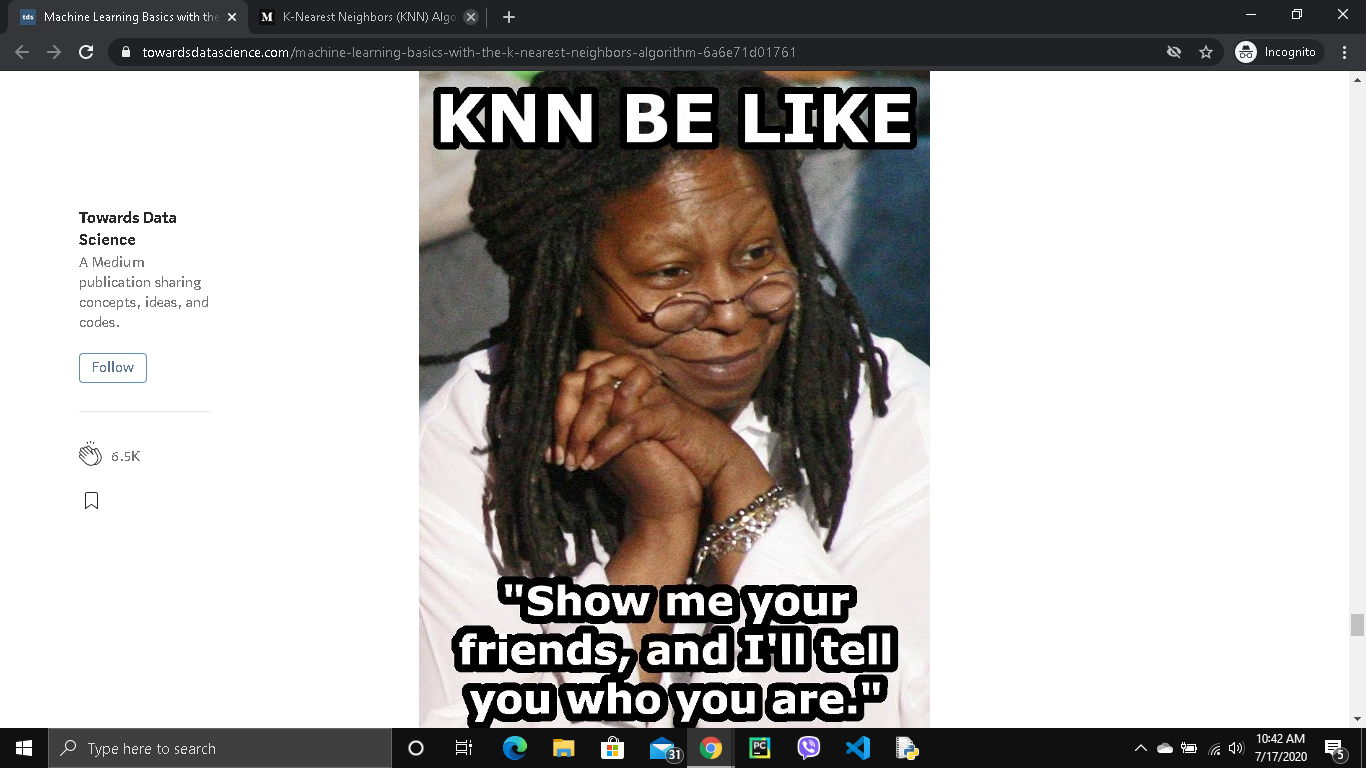 tds Machine Learning Basics with the
M K-Nearest Neighbors (KNN) Algo
towardsdatascience.com/machine-learning-basics-with-the-k-nearest-neighbors-algorithm-6a6e71d01761
Incognito
KNN BE LIKE
Towards Data
Science
A Medium
publication sharing
concepts, ideas, and
codes.
Follow
6.5K
"Show me your
friends, and I'll tell
you who you are."
Type here to search
31
PC
10:42 AM
7/17/2020
5